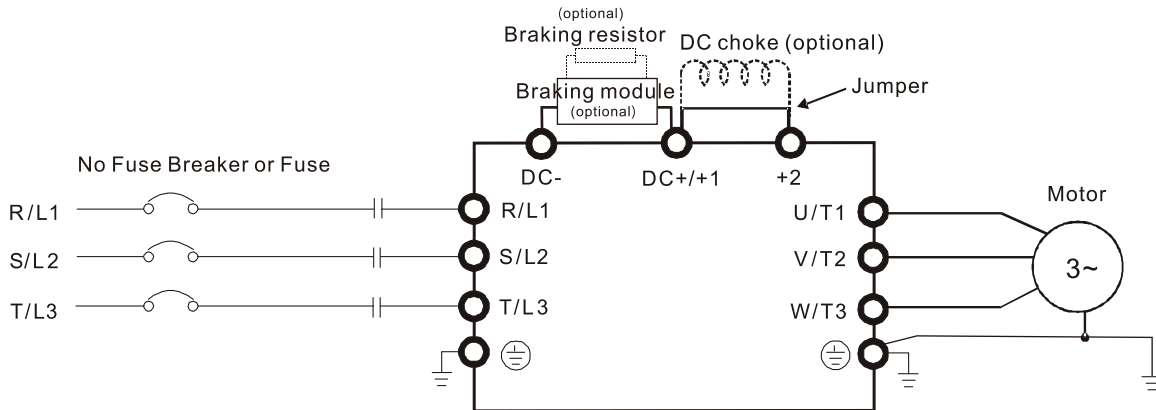 (optional)
Braking resistor
DC choke (optional)
Braking module
(optional)
Jumper
No Fuse Breaker or Fuse
DC-
DC+/+1
+2
Motor
R/L1
R/L1
U/T1
S/L2
S/L2
V/T2
3~
T/L3
T/L3
W/T3